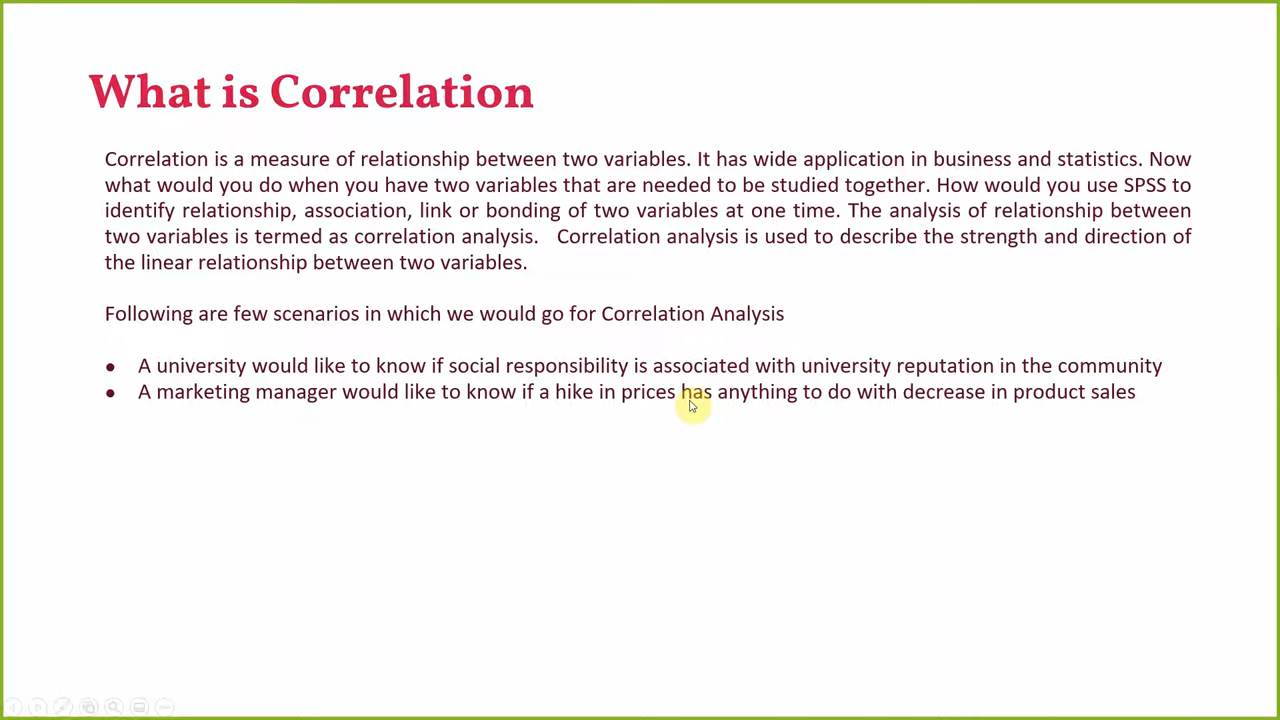 What is Correlation
Correlation is a measure of relationship between two variables. It has wide application in business and statistics. Now
what would you do when you have two variables that are needed to be studied together. How would you use SPSS to
identify relationship, association, link or bonding of two variables at one time. The analysis of relationship between
two variables is termed as correlation analysis.   Correlation analysis is used to describe the strength and direction of
the linear relationship between two variables.
Following are few scenarios in which we would go for Correlation Analysis
● A university would like to know if social responsibility is associated with university reputation in the community
● A marketing manager would like to know if a hike in prices has anything to do with decrease in product sales